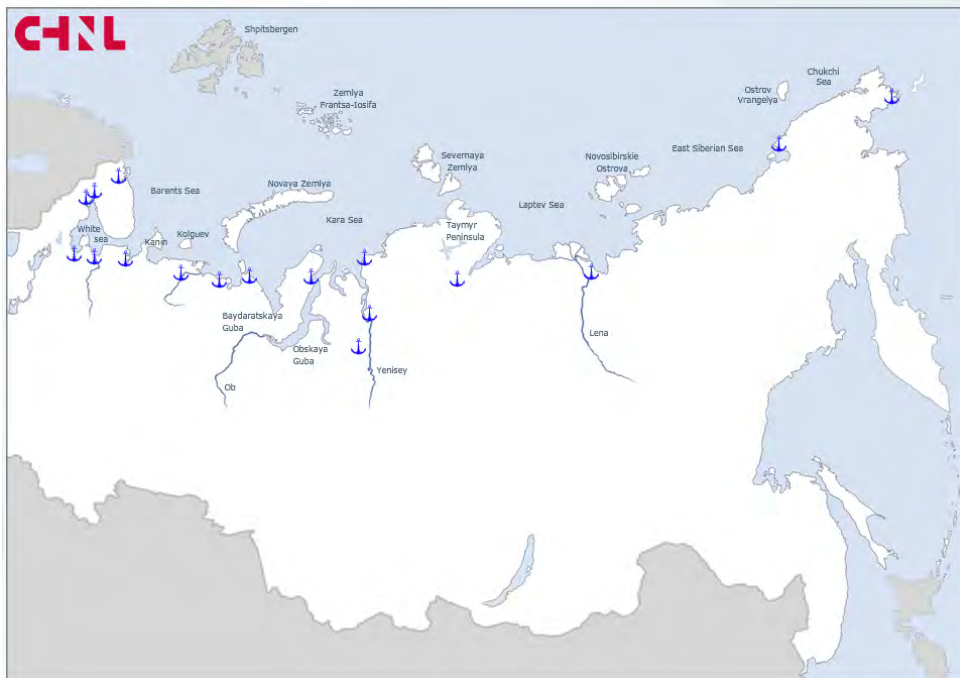 CHNL
Shpitsbergen
Chukchi
Sea
Zemlya
Frantsa-Iosifa
Ostrov
Vrangelya
East Siberian Sea
Severnaya
Zemlya
Novosibirskie
Ostrova
Barents Sea
Novaya Zemlya
Laptev Sea
Kara Sea
Taymyr
Peninsula
White
sea
Kanin
Kolguev
Baydaratskaya
Guba
Obskaya
Guba
Lena
Yenisey
Ob